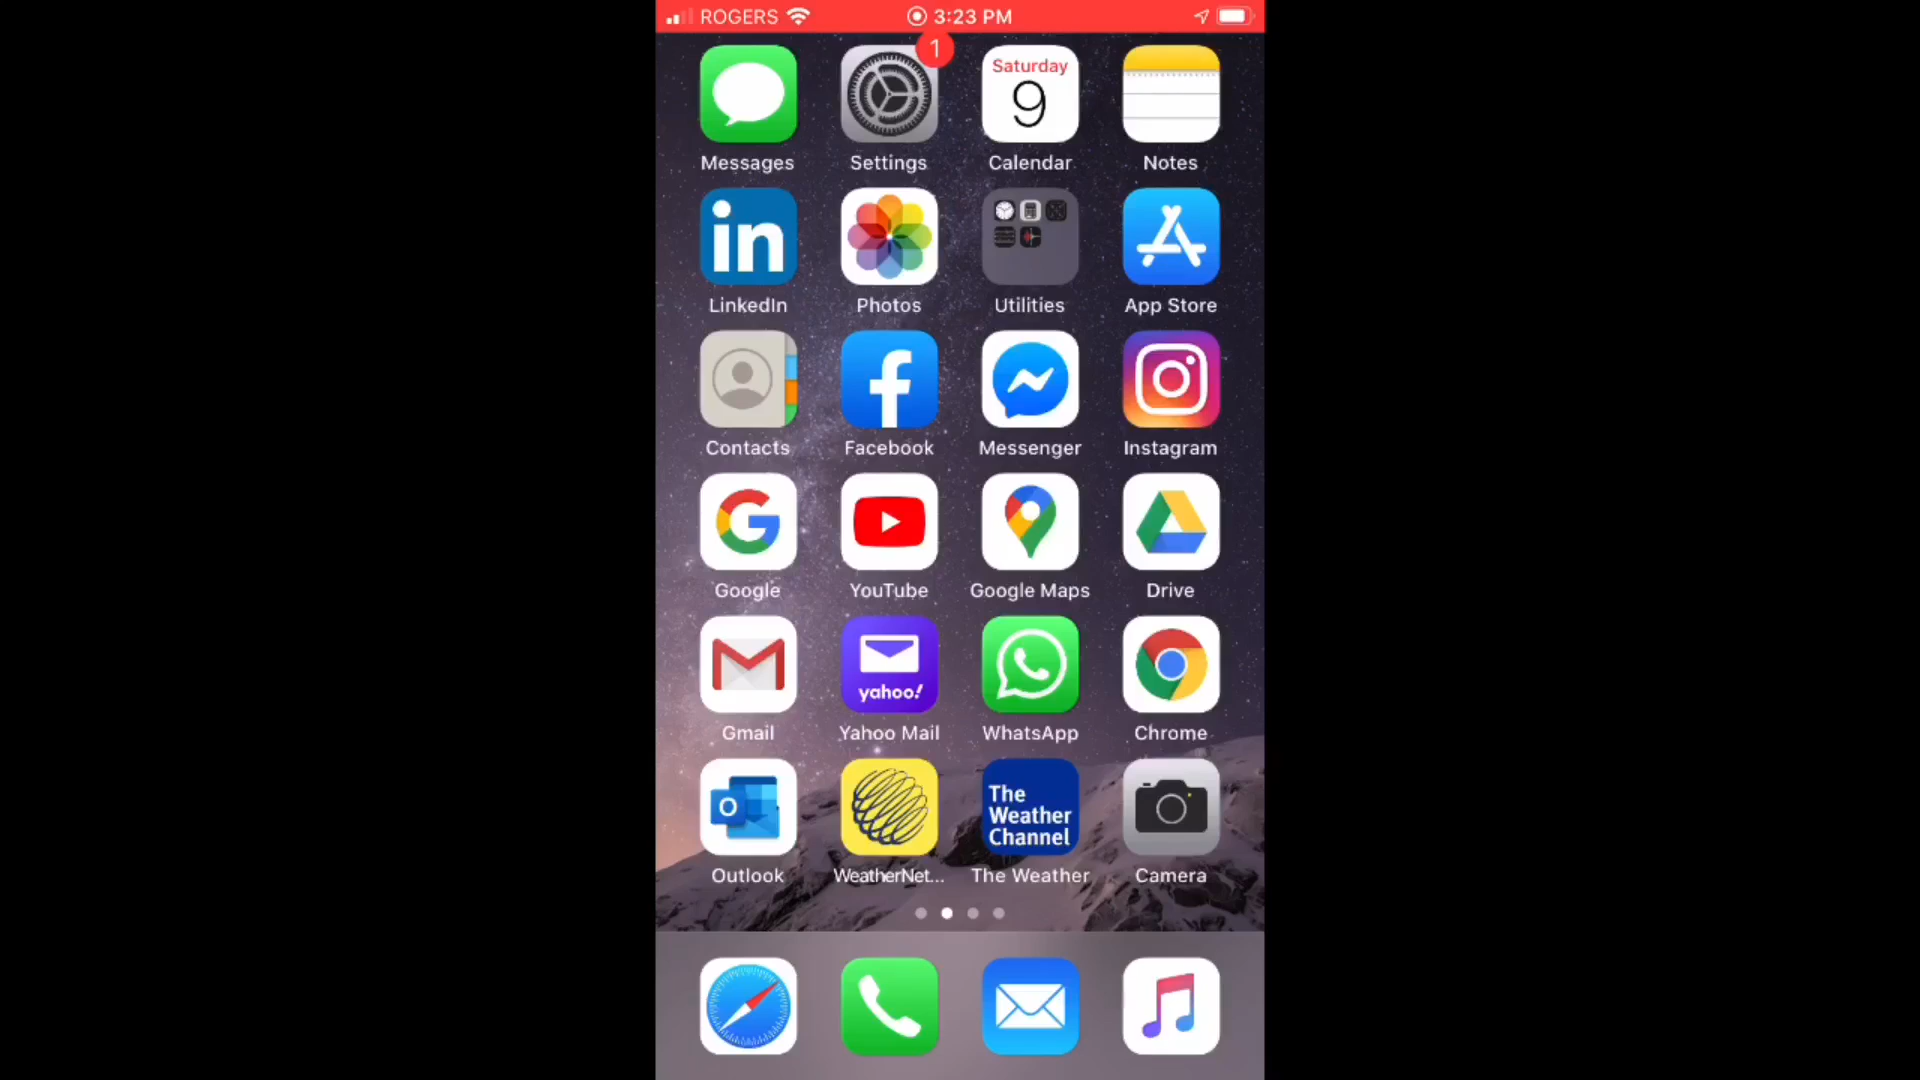 ROGERS 3:23 PM
1
Saturday
9
Messages Settings Calendar Notes
in
LinkedIn Photos Utilities App Store
Contacts Facebook Messenger Instagram
Google YouTube Google Maps Drive
yahoo!
Gmail Yahoo Mail WhatsApp Chrome
O
The
Weather
Channel
Outlook WeatherNet... The Weather Camera